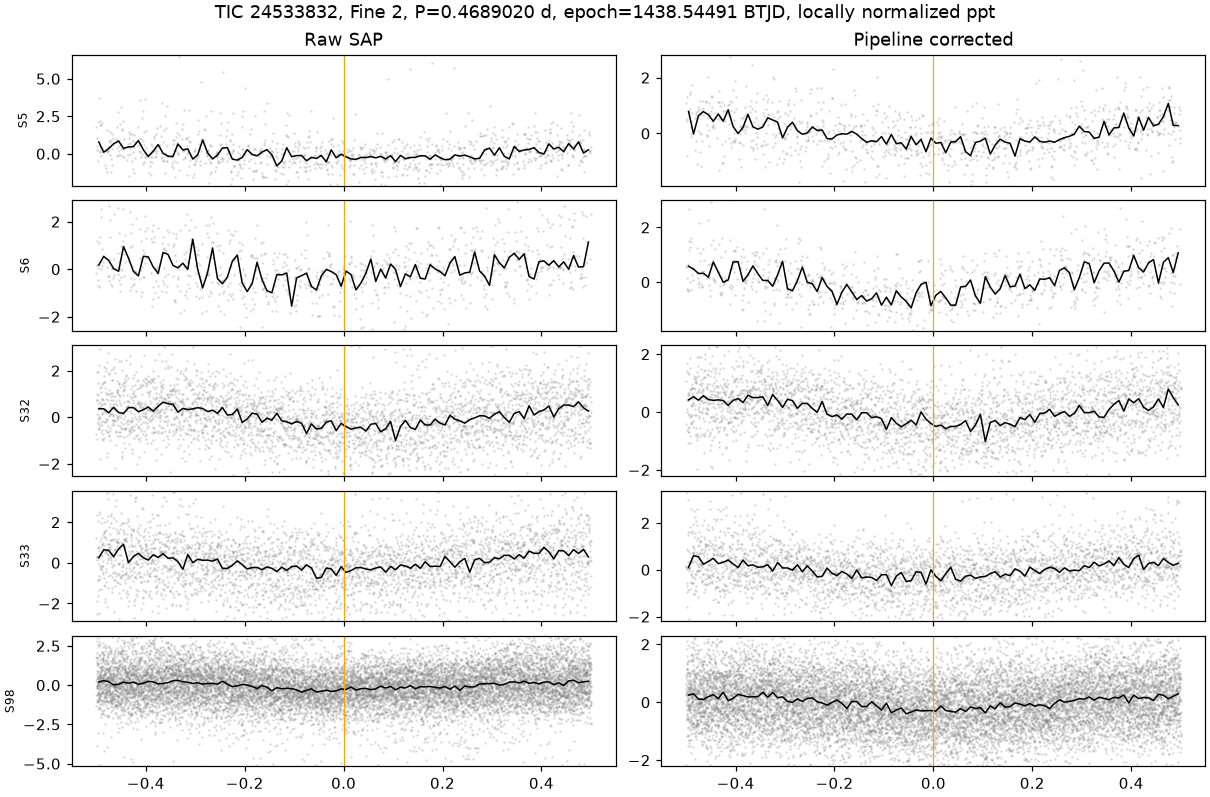 TIC 24533832, Fine 2, P=0.4689020 d, epoch=1438.54491 BTJD, locally normalized ppt
Raw SAP
Pipeline corrected
S5
5.0
2.5
0.0
2
0
S6
2
0
−2
2
0
S32
2
0
−2
2
0
−2
S33
2
0
−2
2
0
−2
S98
2.5
0.0
−2.5
−5.0
2
0
−2
−0.4 −0.2 0.0 0.2 0.4
−0.4 −0.2 0.0 0.2 0.4